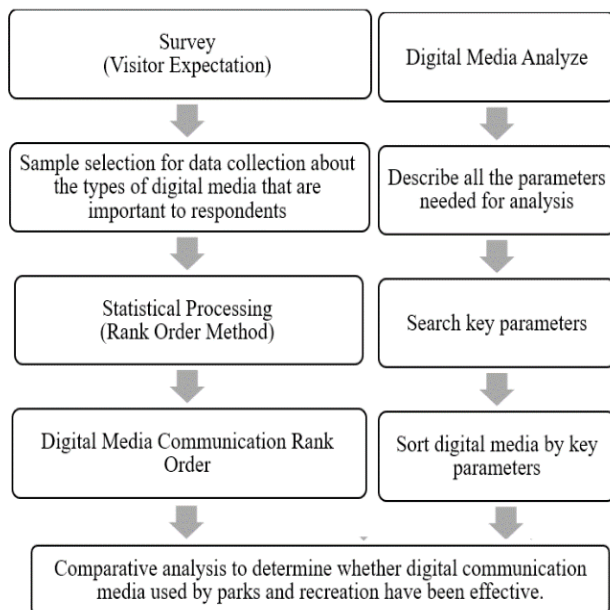 Survey
(Visitor Expectation)
Sample selection for data collection about
the types of digital media that are
important to respondents
Statistical Processing
(Rank Order Method)
Digital Media Communication Rank
Order
Digital Media Analyze
Describe all the parameters
needed for analysis
Search key parameters
Sort digital media by key
parameters
Comparative analysis to determine whether digital communication
media used by parks and recreation have been effective.